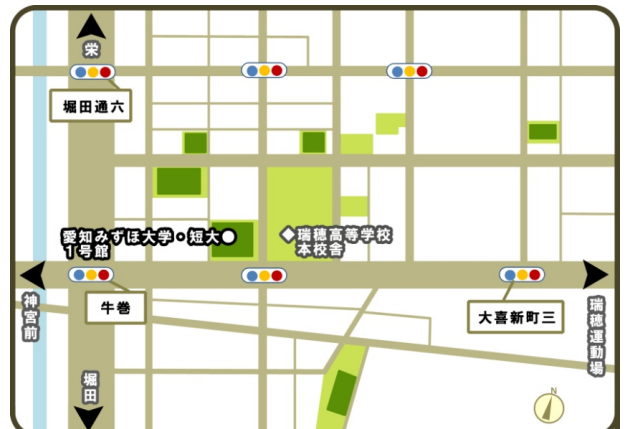 栄
堀田通六
愛知みずほ大学・短大
1号館
瑞穂高等学校
本校舎
神宮前
牛巻
大喜新町三
瑞穂運動場
堀田
N